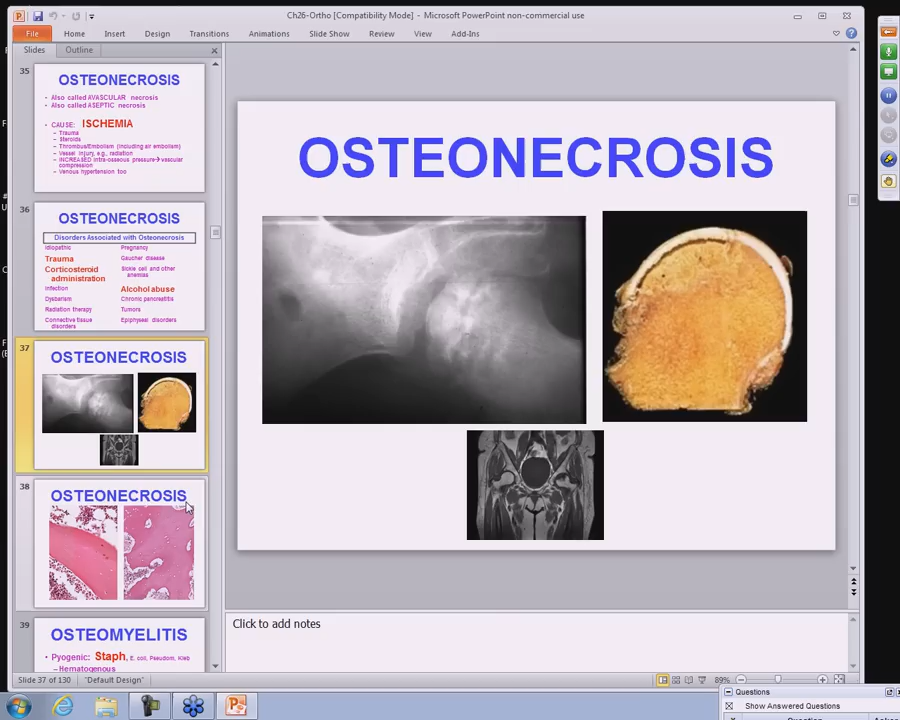 Ch26-Ortho [Compatibility Mode] - Microsoft PowerPoint non-commercial use
File Home Insert Design Transitions Animations Slide Show Review View Add-Ins
Slides Outline
35
OSTEONECROSIS
• Also called AVASCULAR necrosis
• Also called ASEPTIC necrosis
• CAUSE: ISCHEMIA
– Trauma
– Steroids
– Thrombus/Embolism (including air embolism)
– Vessel injury, e.g., radiation
– INCREASED intra-osseous pressure→vascular
compression
– Venous hypertension too
36
OSTEONECROSIS
Disorders Associated with Osteonecrosis
Idiopathic Pregnancy
Trauma Gaucher disease
Corticosteroid Sickle cell and other
administration anemias
Infection Alcohol abuse
Dysbarism Chronic pancreatitis
Radiation therapy Tumors
Connective tissue Epiphyseal disorders
disorders
37
OSTEONECROSIS
38
OSTEONECROSIS
39
OSTEOMYELITIS
• Pyogenic: Staph, E. coli, Pseudom, Kleb
– Hematogenous
OSTEONECROSIS
Click to add notes
Slide 37 of 130 "Default Design" 89%
Questions
Show Answered Questions